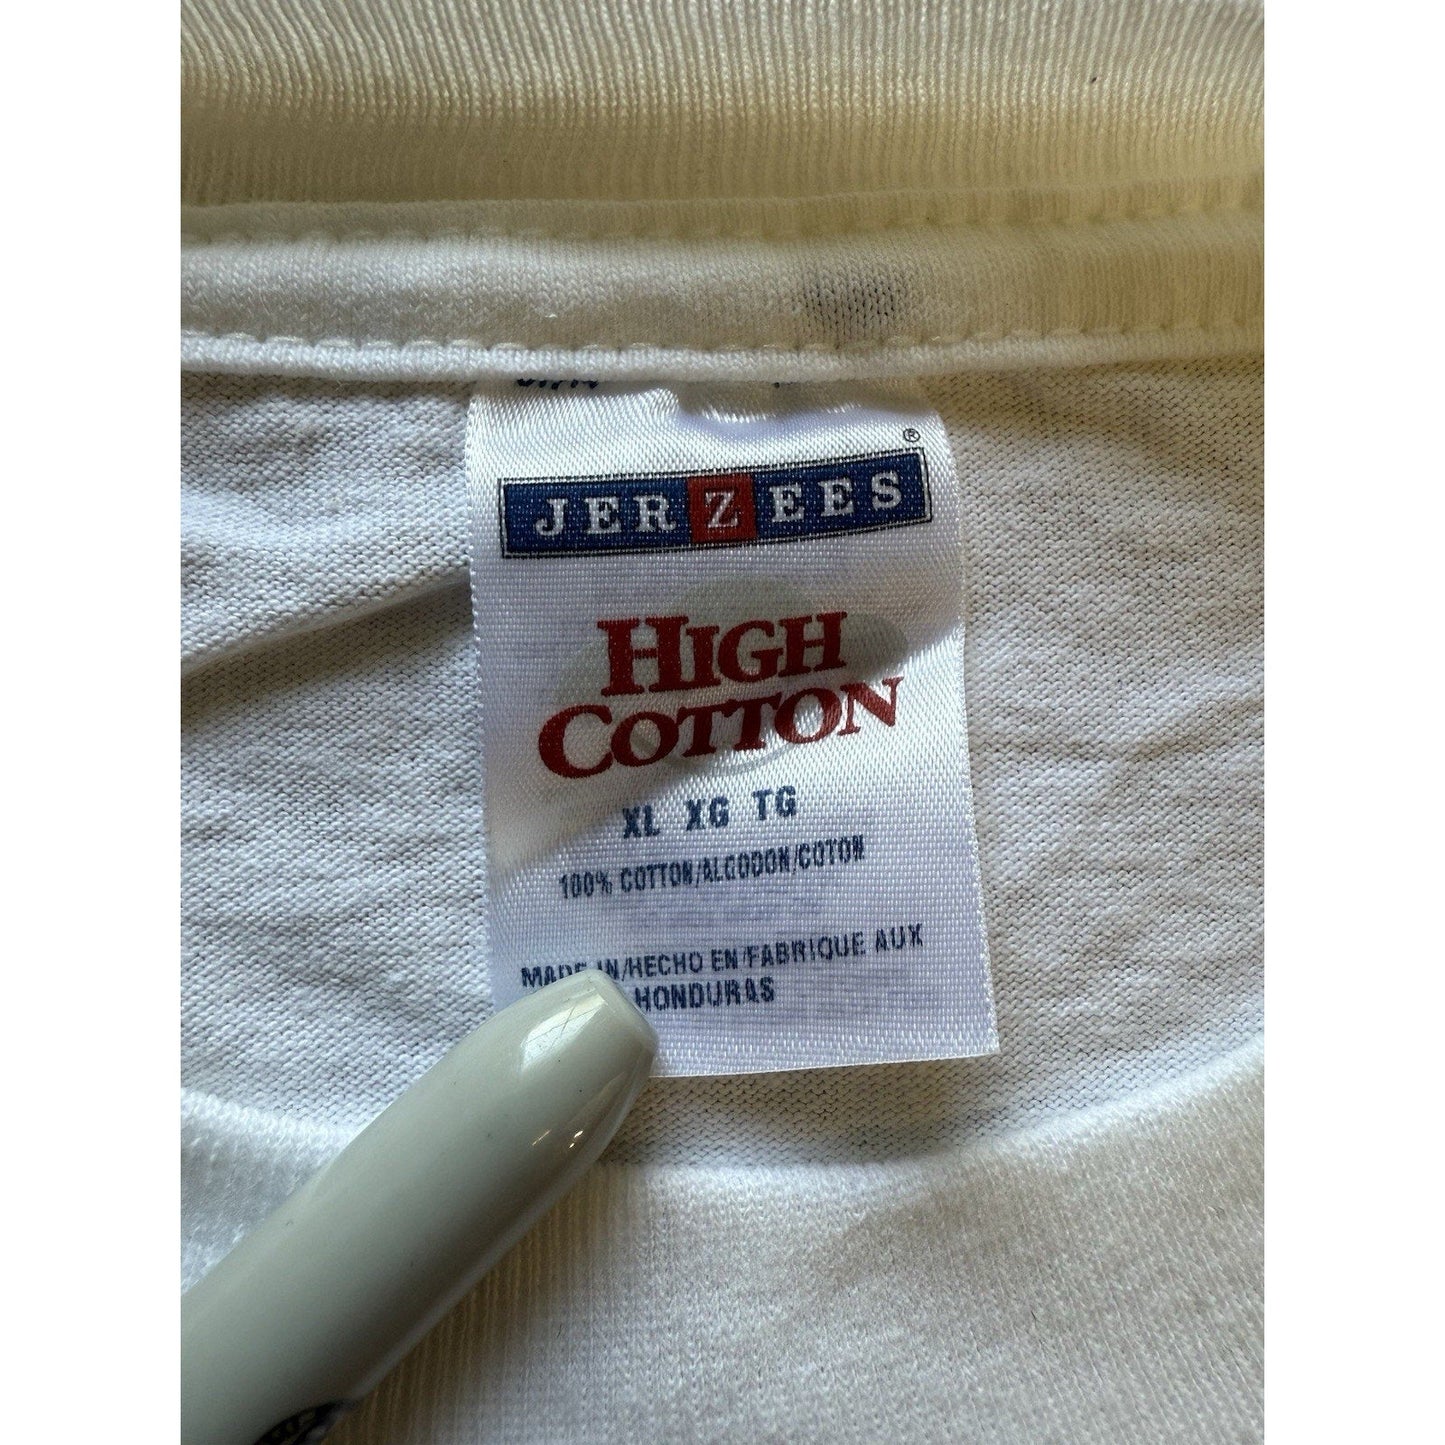 ®
JERZEES
HIGH
COTTON
XL XG TG
100% COTTON/ALGODON/COTON
MADE IN/HECHO EN/FABRIQUE AUX
HONDURAS